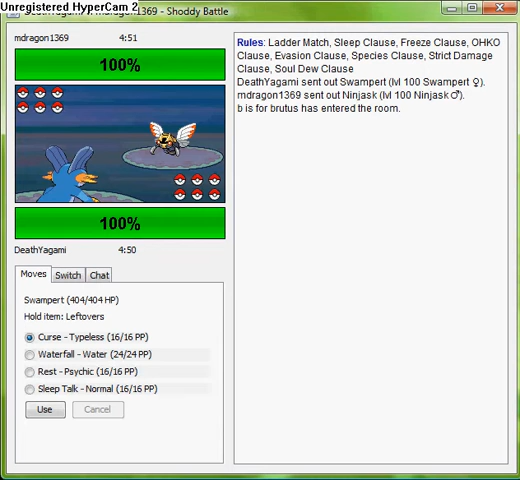 Unregistered HyperCam 2
DeathYagami vs. mdragon1369 - Shoddy Battle
mdragon1369 4:51
100%
100%
DeathYagami 4:50
Moves Switch Chat
Swampert (404/404 HP)
Hold item: Leftovers
Curse - Typeless (16/16 PP)
Waterfall - Water (24/24 PP)
Rest - Psychic (16/16 PP)
Sleep Talk - Normal (16/16 PP)
Use Cancel
Rules: Ladder Match, Sleep Clause, Freeze Clause, OHKO
Clause, Evasion Clause, Species Clause, Strict Damage
Clause, Soul Dew Clause
DeathYagami sent out Swampert (lvl 100 Swampert ♀).
mdragon1369 sent out Ninjask (lvl 100 Ninjask ♂).
b is for brutus has entered the room.